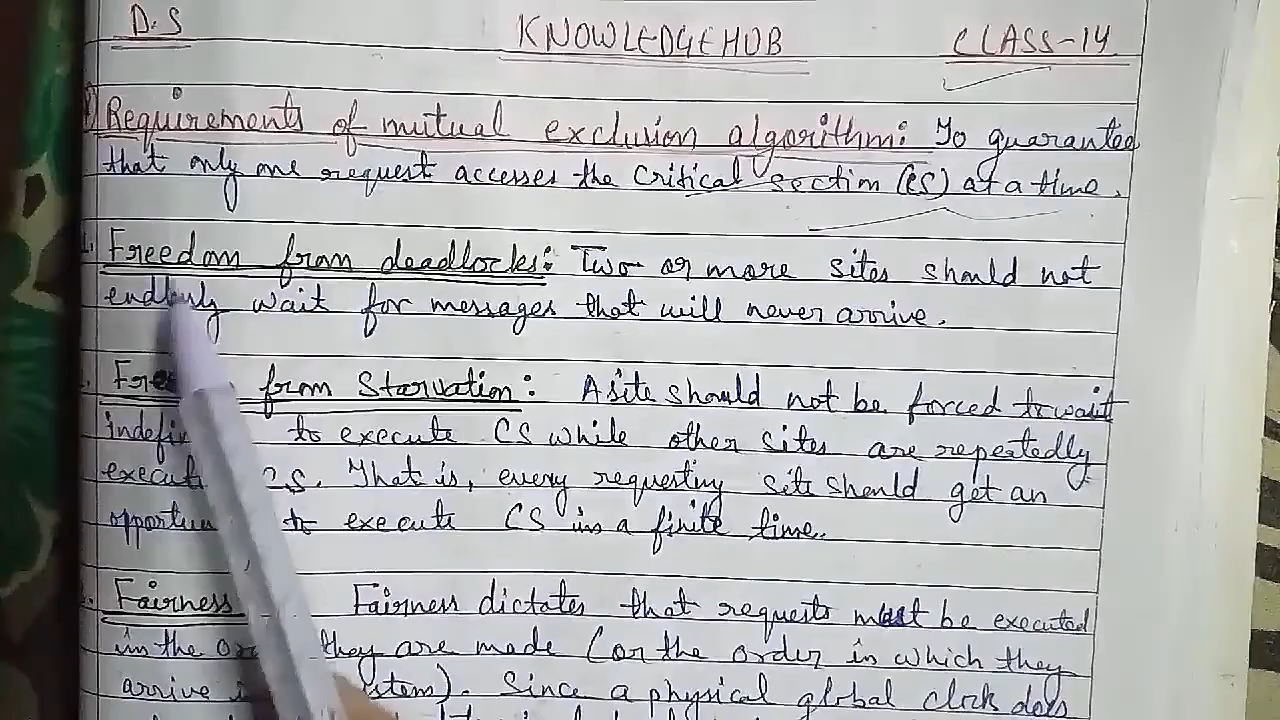 D.S KNOWLEDGEHUB CLASS-14
Requirements of mutual exclusion algorithm: To guarantee
that only one request accesses the critical section (CS) at a time.
Freedom from deadlocks: Two or more sites should not
wait for messages that will never arrive.
from Starvation: A site should not be forced to wait
to execute CS while other sites are repeatedly
CS. That is, every requesting site should get an
to execute CS in a finite time.
Fairness Fairness dictates that requests must be executed
in the they are made (or the order in which they
arrive Since a physical global clock does